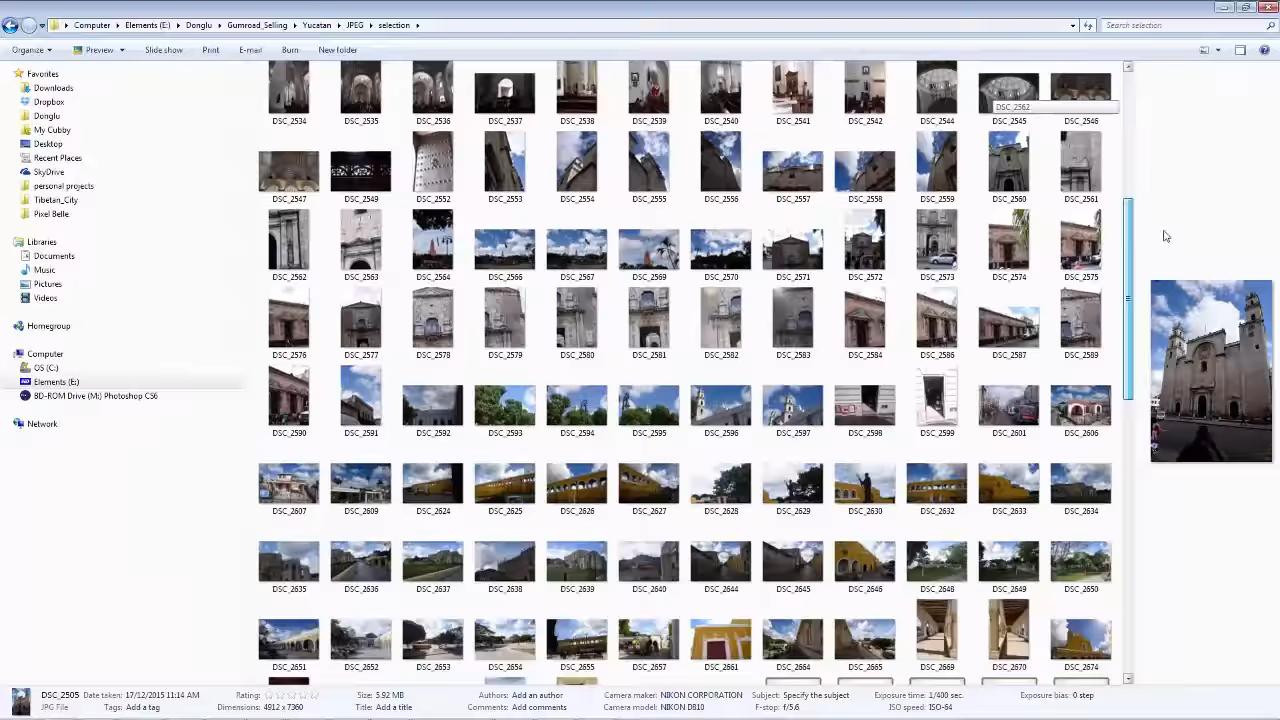 Computer ▸ Elements (E:) ▸ Donglu ▸ Gumroad_Selling ▸ Yucatan ▸ JPEG ▸ selection ▸
Search selection
Organize Preview Slide show Print E-mail Burn New folder
Favorites
Downloads
Dropbox
Donglu
My Cubby
Desktop
Recent Places
SkyDrive
personal projects
Tibetan_City
Pixel Belle
Libraries
Documents
Music
Pictures
Videos
Homegroup
Computer
OS (C:)
Elements (E:)
BD-ROM Drive (M:) Photoshop CS6
Network
DSC_2562
DSC_2534 DSC_2535 DSC_2536 DSC_2537 DSC_2538 DSC_2539 DSC_2540 DSC_2541 DSC_2542 DSC_2544 DSC_2545 DSC_2546
DSC_2547 DSC_2549 DSC_2552 DSC_2553 DSC_2554 DSC_2555 DSC_2556 DSC_2557 DSC_2558 DSC_2559 DSC_2560 DSC_2561
DSC_2562 DSC_2563 DSC_2564 DSC_2566 DSC_2567 DSC_2569 DSC_2570 DSC_2571 DSC_2572 DSC_2573 DSC_2574 DSC_2575
DSC_2576 DSC_2577 DSC_2578 DSC_2579 DSC_2580 DSC_2581 DSC_2582 DSC_2583 DSC_2584 DSC_2586 DSC_2587 DSC_2589
DSC_2590 DSC_2591 DSC_2592 DSC_2593 DSC_2594 DSC_2595 DSC_2596 DSC_2597 DSC_2598 DSC_2599 DSC_2601 DSC_2606
DSC_2607 DSC_2609 DSC_2624 DSC_2625 DSC_2626 DSC_2627 DSC_2628 DSC_2629 DSC_2630 DSC_2632 DSC_2633 DSC_2634
DSC_2635 DSC_2636 DSC_2637 DSC_2638 DSC_2639 DSC_2640 DSC_2644 DSC_2645 DSC_2646 DSC_2648 DSC_2649 DSC_2650
DSC_2651 DSC_2652 DSC_2653 DSC_2654 DSC_2655 DSC_2657 DSC_2661 DSC_2664 DSC_2665 DSC_2669 DSC_2670 DSC_2674
DSC_2505 Date taken: 17/12/2015 11:14 AM Rating: Size: 5.92 MB Authors: Add an author Camera maker: NIKON CORPORATION Subject: Specify the subject Exposure time: 1/400 sec. Exposure bias: 0 step
JPG File Tags: Add a tag Dimensions: 4912 x 7360 Title: Add a title Comments: Add comments Camera model: NIKON D810 F-stop: f/5.6 ISO speed: ISO-64